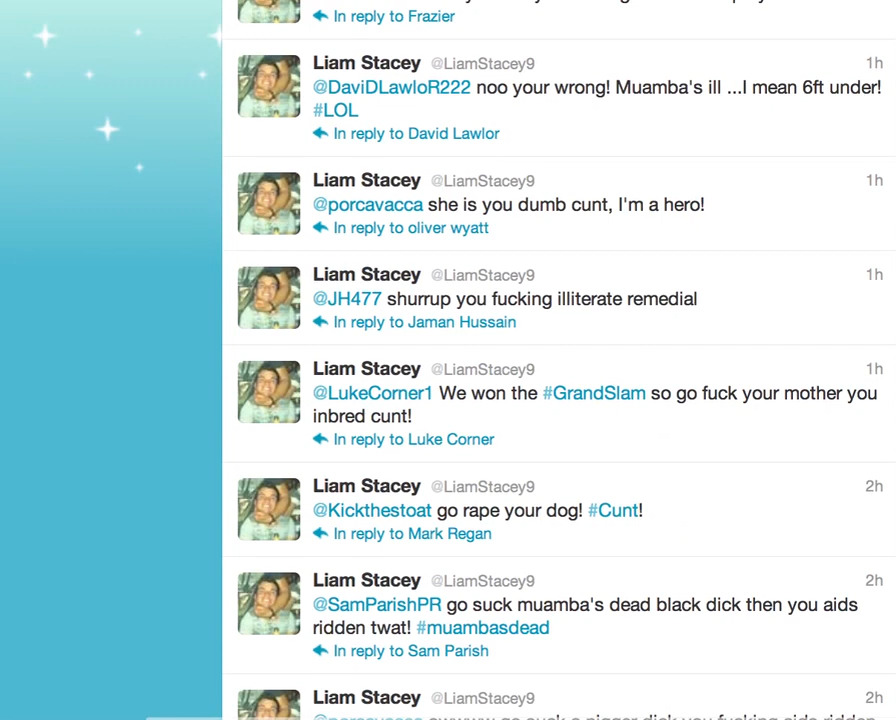 In reply to Frazier
Liam Stacey @LiamStacey9 1h
@DaviDLawloR222 noo your wrong! Muamba's ill ...I mean 6ft under!
#LOL
In reply to David Lawlor
Liam Stacey @LiamStacey9 1h
@porcavacca she is you dumb cunt, I'm a hero!
In reply to oliver wyatt
Liam Stacey @LiamStacey9 1h
@JH477 shurrup you fucking illiterate remedial
In reply to Jaman Hussain
Liam Stacey @LiamStacey9 1h
@LukeCorner1 We won the #GrandSlam so go fuck your mother you
inbred cunt!
In reply to Luke Corner
Liam Stacey @LiamStacey9 2h
@Kickthestoat go rape your dog! #Cunt!
In reply to Mark Regan
Liam Stacey @LiamStacey9 2h
@SamParishPR go suck muamba's dead black dick then you aids
ridden twat! #muambasdead
In reply to Sam Parish
Liam Stacey @LiamStacey9 2h